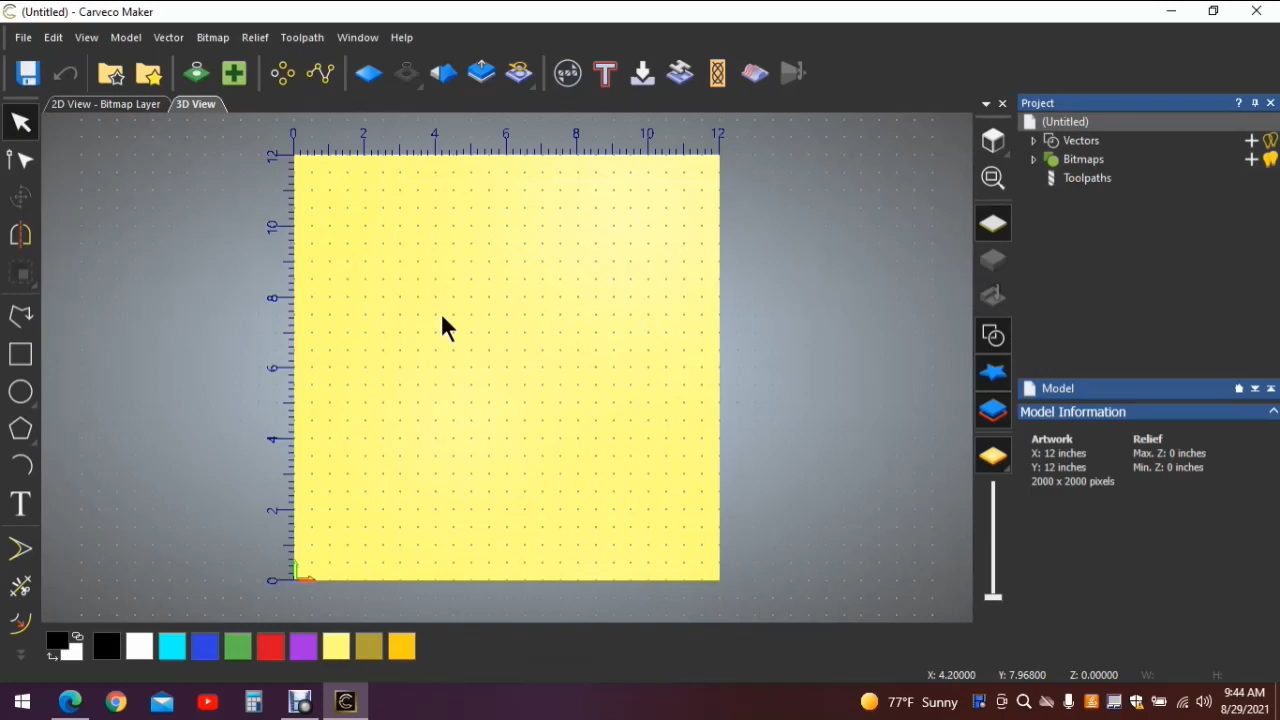 (Untitled) - Carveco Maker
File Edit View Model Vector Bitmap Relief Toolpath Window Help
2D View - Bitmap Layer 3D View
Project
(Untitled)
Vectors
Bitmaps
Toolpaths
0 2 4 6 8 10 12
12
10
8
6
4
2
0
Model
Model Information
Artwork Relief
X: 12 inches Max. Z: 0 inches
Y: 12 inches Min. Z: 0 inches
2000 x 2000 pixels
X: 4.20000 Y: 7.96800 Z: 0.00000 W: H:
77°F Sunny
9:44 AM
8/29/2021